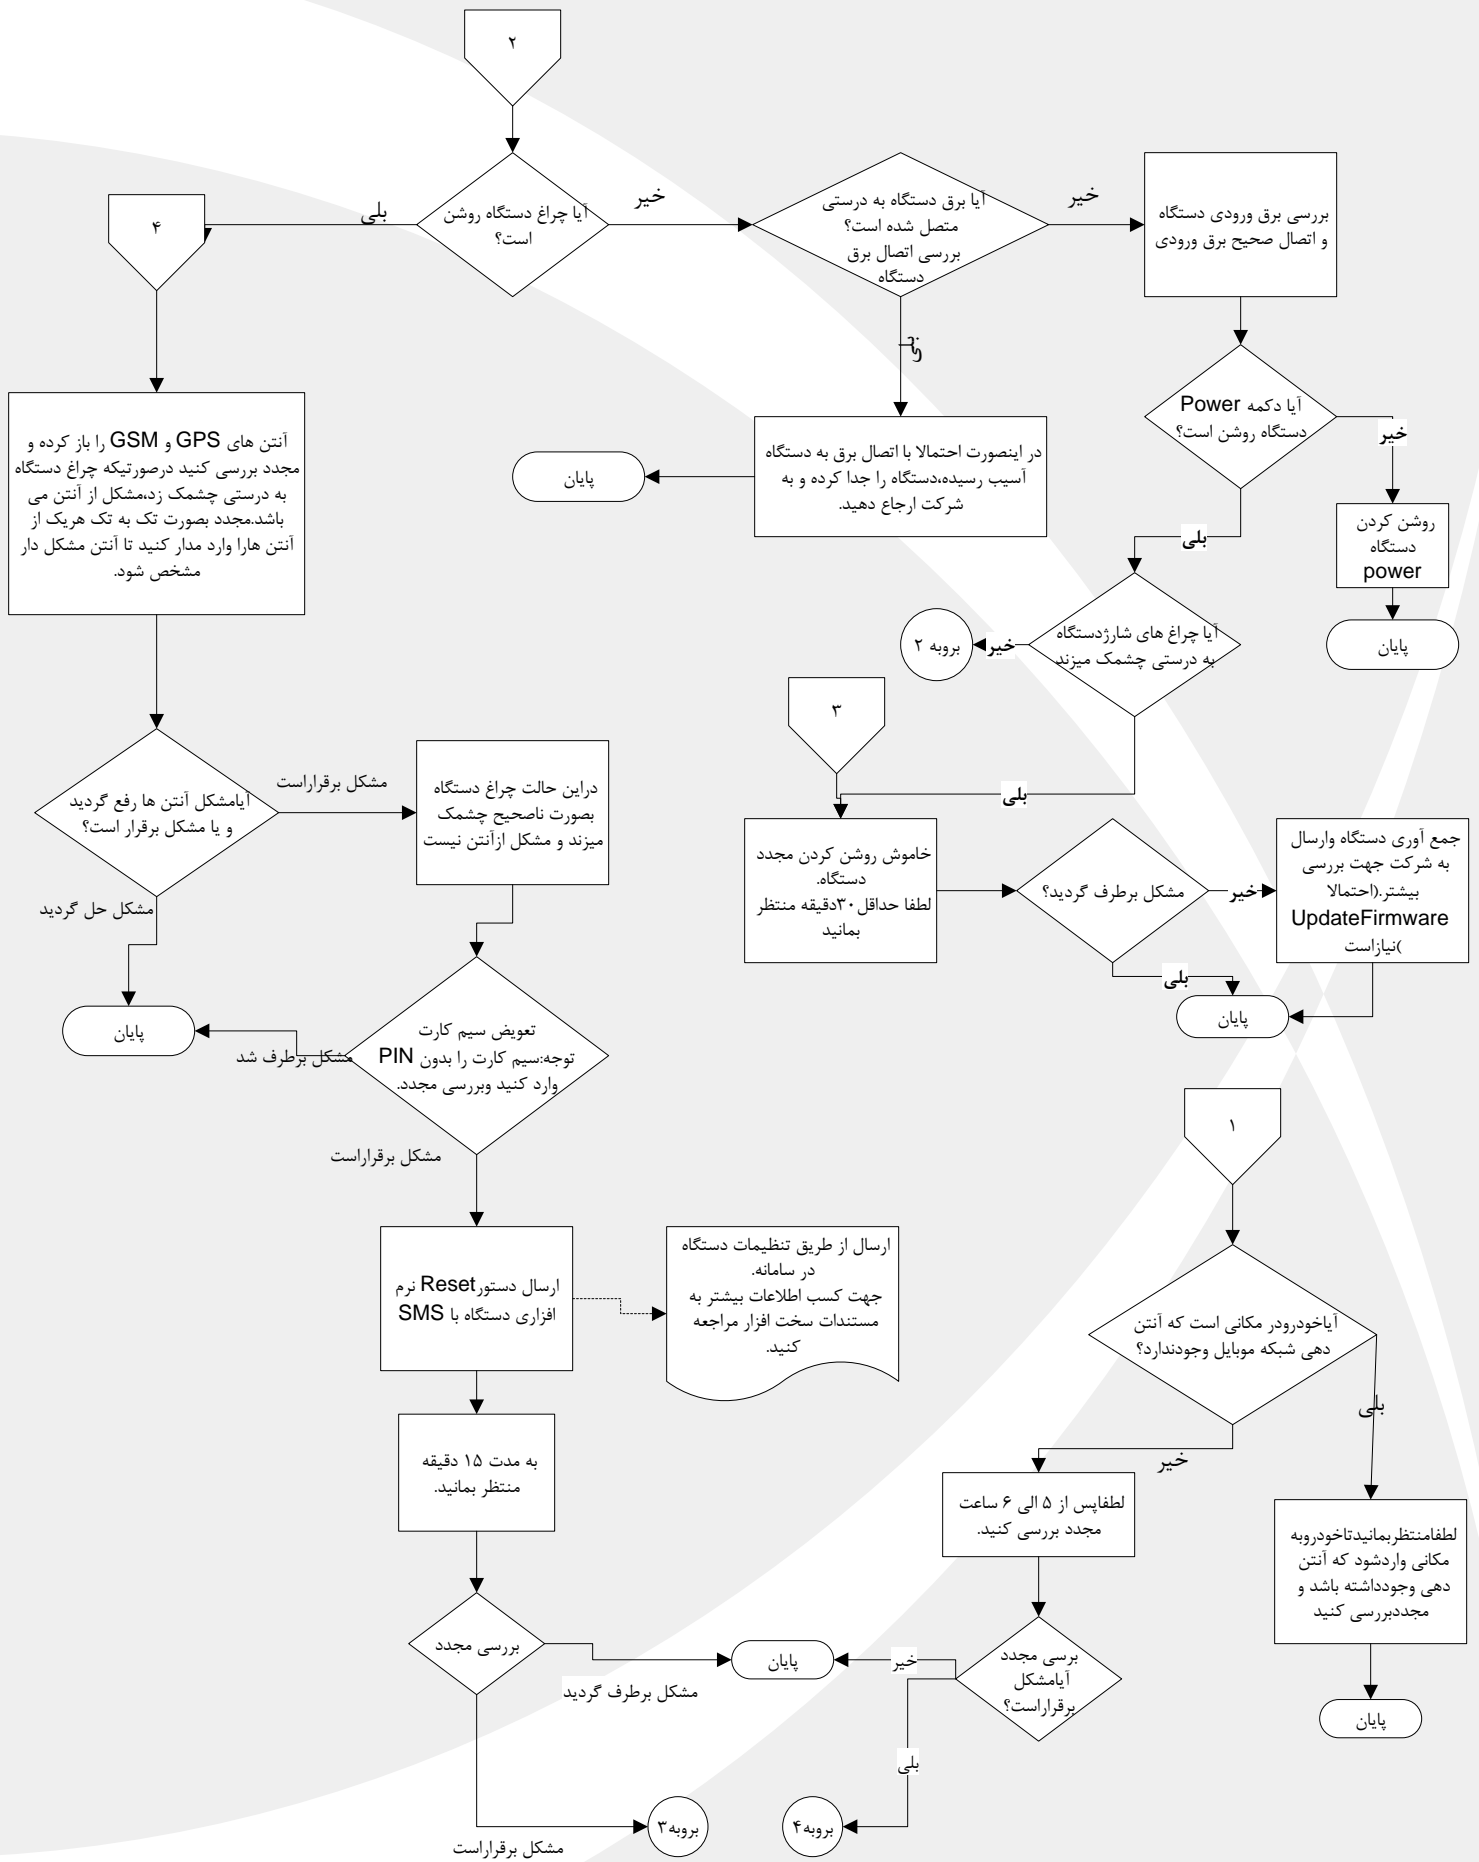 ۲
آیا چراغ دستگاه روشن
است؟
بلی
خیر
۴
آیا برق دستگاه به درستی
متصل شده است؟
بررسی اتصال برق
دستگاه
خیر
بلی
بررسی برق ورودی دستگاه
و اتصال صحیح برق ورودی
آیا دکمه Power
دستگاه روشن است؟
خیر
بلی
روشن کردن
دستگاه
power
پایان
در اینصورت احتمالا با اتصال برق به دستگاه
آسیب رسیده،دستگاه را جدا کرده و به
شرکت ارجاع دهید.
پایان
آیا چراغ های شارژدستگاه
به درستی چشمک میزند
خیر
بروبه ۲
بلی
۳
خاموش روشن کردن مجدد
دستگاه.
لطفا حداقل۳۰دقیقه منتظر
بمانید
مشکل برطرف گردید؟
خیر
بلی
جمع آوری دستگاه وارسال
به شرکت جهت بررسی
بیشتر.(احتمالا
UpdateFirmware
نیازاست(
پایان
آنتن های GPS و GSM را باز کرده و
مجدد بررسی کنید درصورتیکه چراغ دستگاه
به درستی چشمک زد،مشکل از آنتن می
باشد.مجدد بصورت تک به تک هریک از
آنتن هارا وارد مدار کنید تا آنتن مشکل دار
مشخص شود.
آیامشکل آنتن ها رفع گردید
و یا مشکل برقرار است؟
مشکل برقراراست
مشکل حل گردید
پایان
دراین حالت چراغ دستگاه
بصورت ناصحیح چشمک
میزند و مشکل ازآنتن نیست
تعویض سیم کارت
توجه:سیم کارت را بدون PIN
وارد کنید وبررسی مجدد.
مشکل برطرف شد
مشکل برقراراست
ارسال دستورReset نرم
افزاری دستگاه با SMS
ارسال از طریق تنظیمات دستگاه
در سامانه.
جهت کسب اطلاعات بیشتر به
مستندات سخت افزار مراجعه
کنید.
به مدت ۱۵ دقیقه
منتظر بمانید.
بررسی مجدد
مشکل برطرف گردید
پایان
مشکل برقراراست
بروبه۳
۱
آیاخودرودر مکانی است که آنتن
دهی شبکه موبایل وجودندارد؟
بلی
خیر
لطفاپس از ۵ الی ۶ ساعت
مجدد بررسی کنید.
لطفامنتظربمانیدتاخودروبه
مکانی واردشود که آنتن
دهی وجودداشته باشد و
مجددبررسی کنید
پایان
برسی مجدد
آیامشکل
برقراراست؟
خیر
بلی
بروبه۴